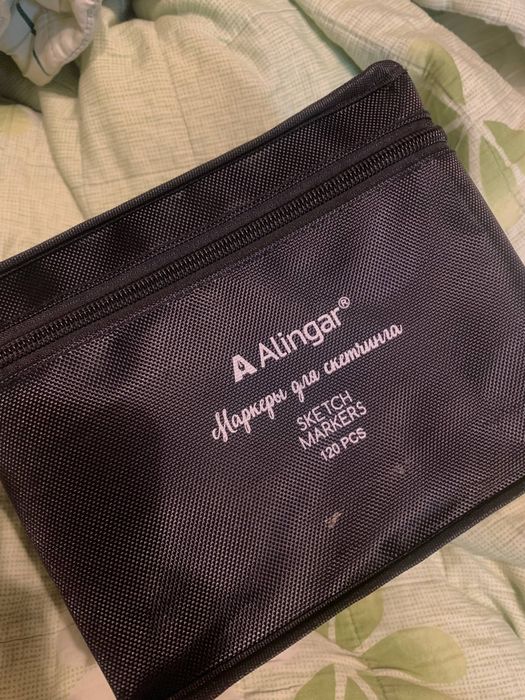 Alingar®
Маркеры для скетчинга
SKETCH
MARKERS
120 PCS